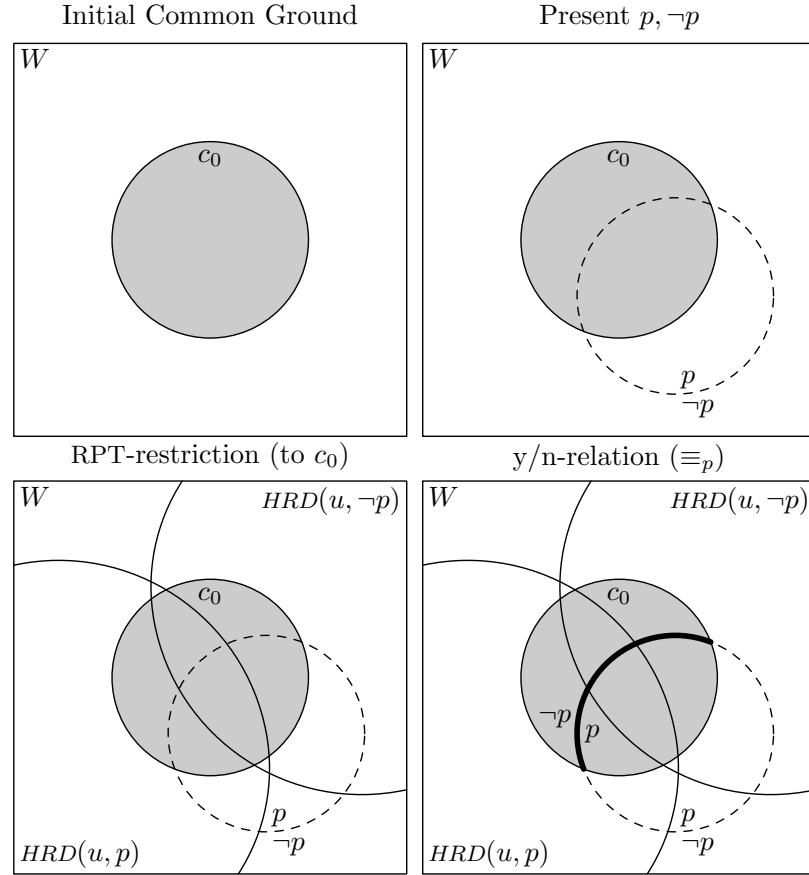 Initial Common Ground
W
c₀
Present p, ¬p
W
c₀
p
¬p
RPT-restriction (to c₀)
W
HRD(u, ¬p)
c₀
p
¬p
HRD(u, p)
y/n-relation (≡ₚ)
W
HRD(u, ¬p)
c₀
¬p
p
p
¬p
HRD(u, p)